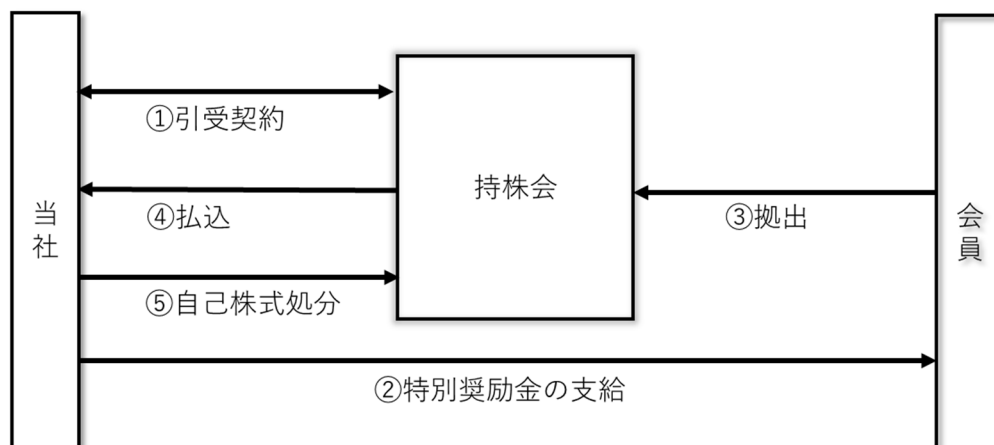 当社
①引受契約
持株会
④払込
③拠出
会員
⑤自己株式処分
②特別奨励金の支給